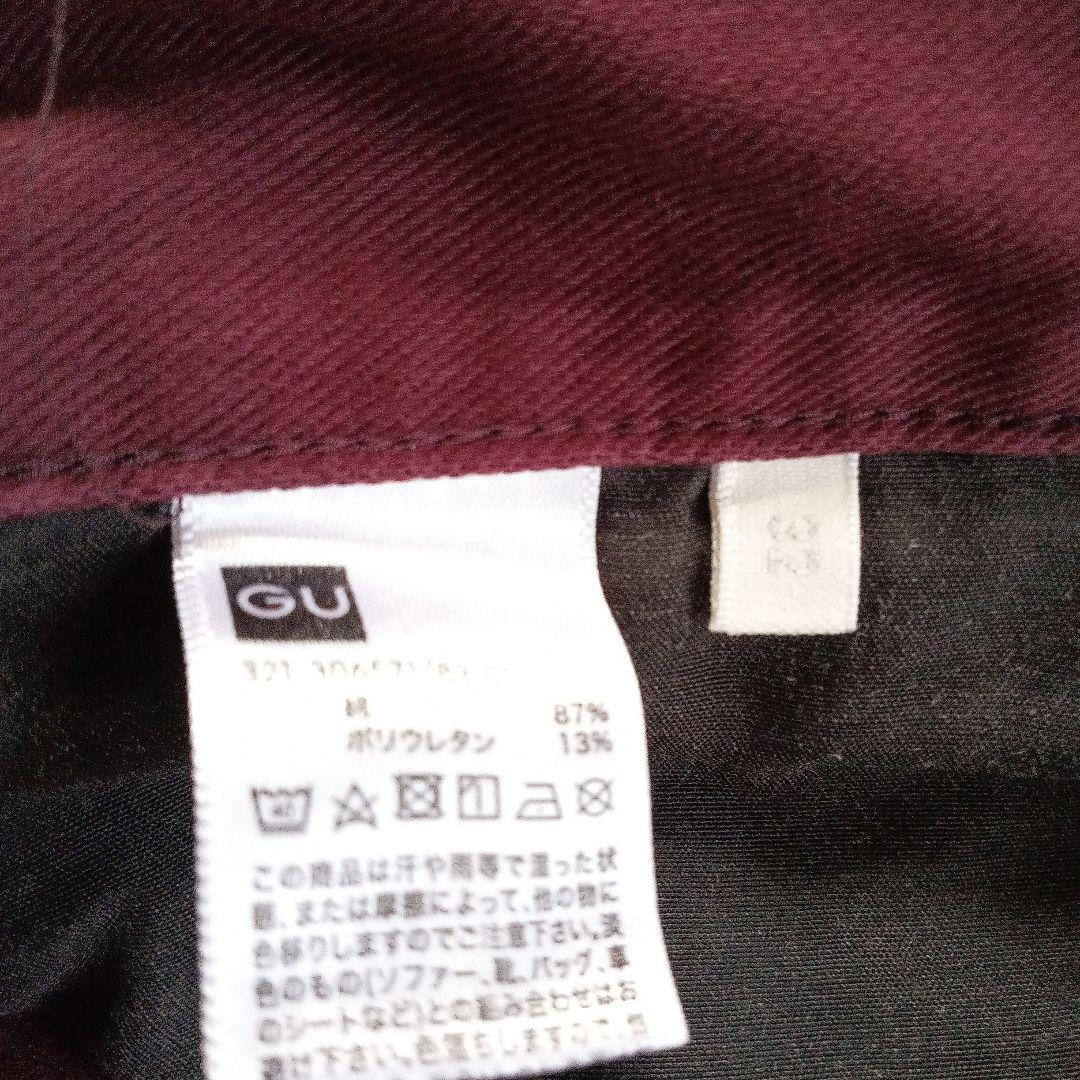 GU
綿 87%
ポリウレタン 13%
この商品は汗や雨等で湿った状
態、または摩擦によって、他の物に
色移りしますのでご注意下さい。淡
色のもの(ソファー、靴、バッグ、車
のシートなど)との組み合わせはお
避け下さい。色落ちしますので、他